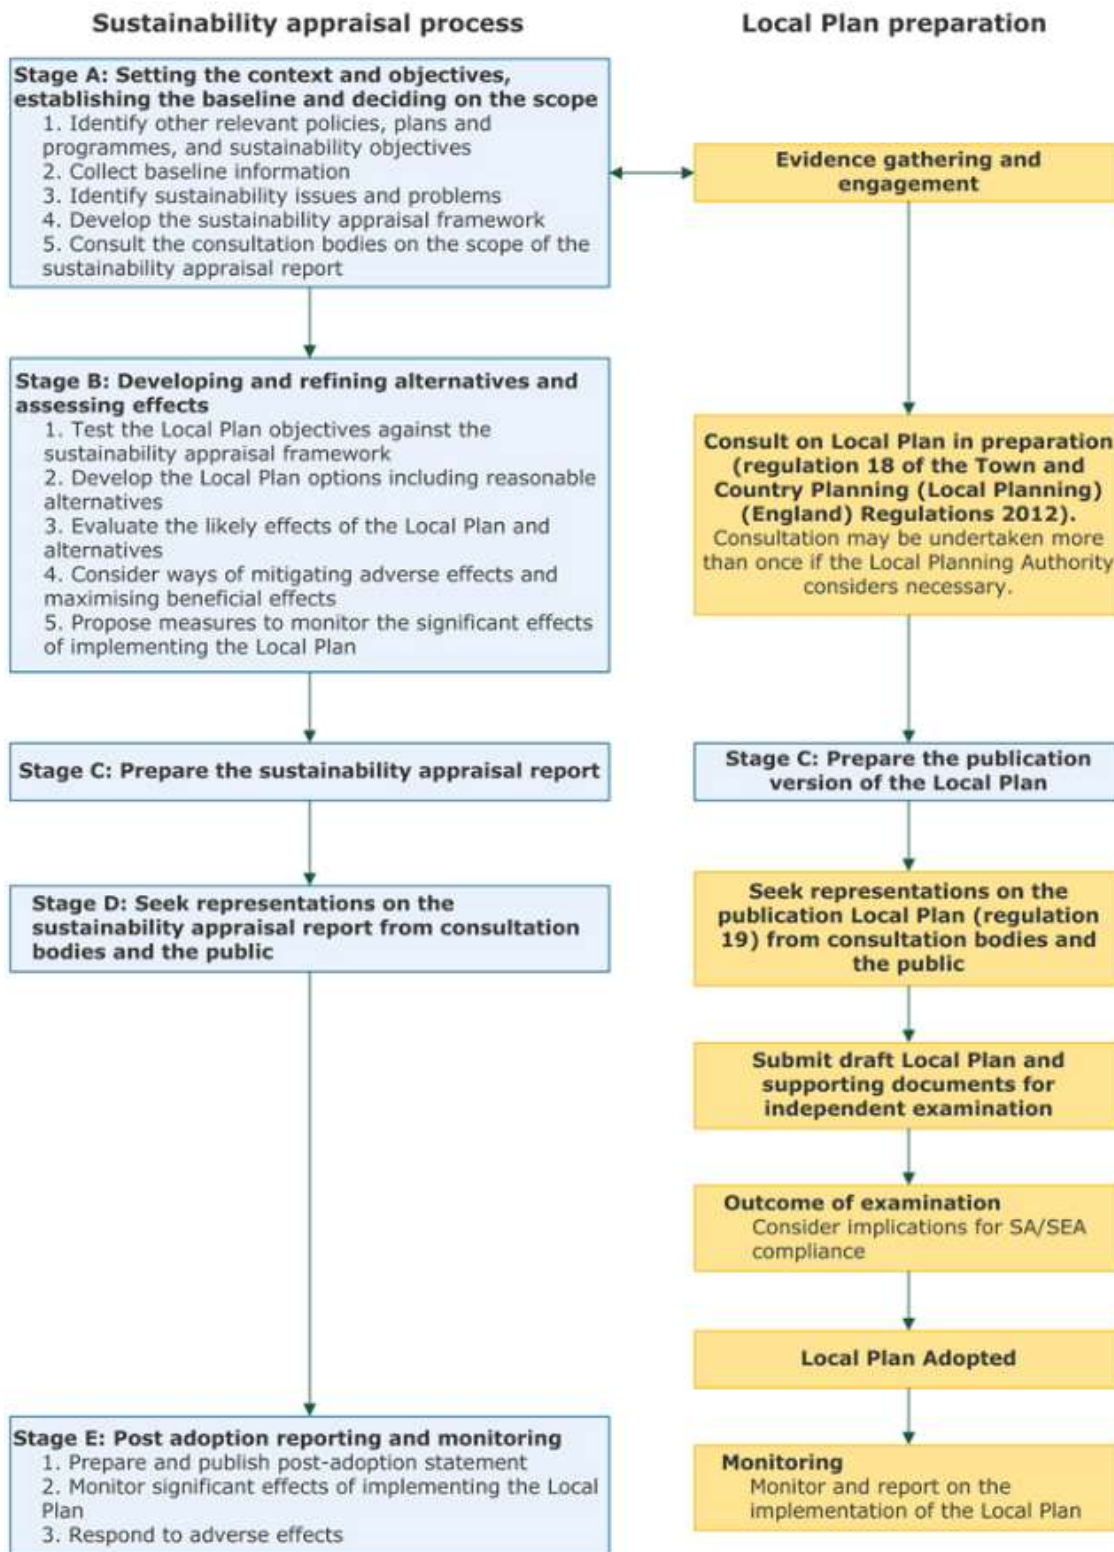 Sustainability appraisal process
Local Plan preparation
Stage A: Setting the context and objectives,
establishing the baseline and deciding on the scope
1. Identify other relevant policies, plans and
programmes, and sustainability objectives
2. Collect baseline information
3. Identify sustainability issues and problems
4. Develop the sustainability appraisal framework
5. Consult the consultation bodies on the scope of the
sustainability appraisal report
Evidence gathering and
engagement
Stage B: Developing and refining alternatives and
assessing effects
1. Test the Local Plan objectives against the
sustainability appraisal framework
2. Develop the Local Plan options including reasonable
alternatives
3. Evaluate the likely effects of the Local Plan and
alternatives
4. Consider ways of mitigating adverse effects and
maximising beneficial effects
5. Propose measures to monitor the significant effects
of implementing the Local Plan
Consult on Local Plan in preparation
(regulation 18 of the Town and
Country Planning (Local Planning)
(England) Regulations 2012).
Consultation may be undertaken more
than once if the Local Planning Authority
considers necessary.
Stage C: Prepare the sustainability appraisal report
Stage C: Prepare the publication
version of the Local Plan
Stage D: Seek representations on the
sustainability appraisal report from consultation
bodies and the public
Seek representations on the
publication Local Plan (regulation
19) from consultation bodies and
the public
Submit draft Local Plan and
supporting documents for
independent examination
Outcome of examination
Consider implications for SA/SEA
compliance
Local Plan Adopted
Stage E: Post adoption reporting and monitoring
1. Prepare and publish post-adoption statement
2. Monitor significant effects of implementing the Local
Plan
3. Respond to adverse effects
Monitoring
Monitor and report on the
implementation of the Local Plan